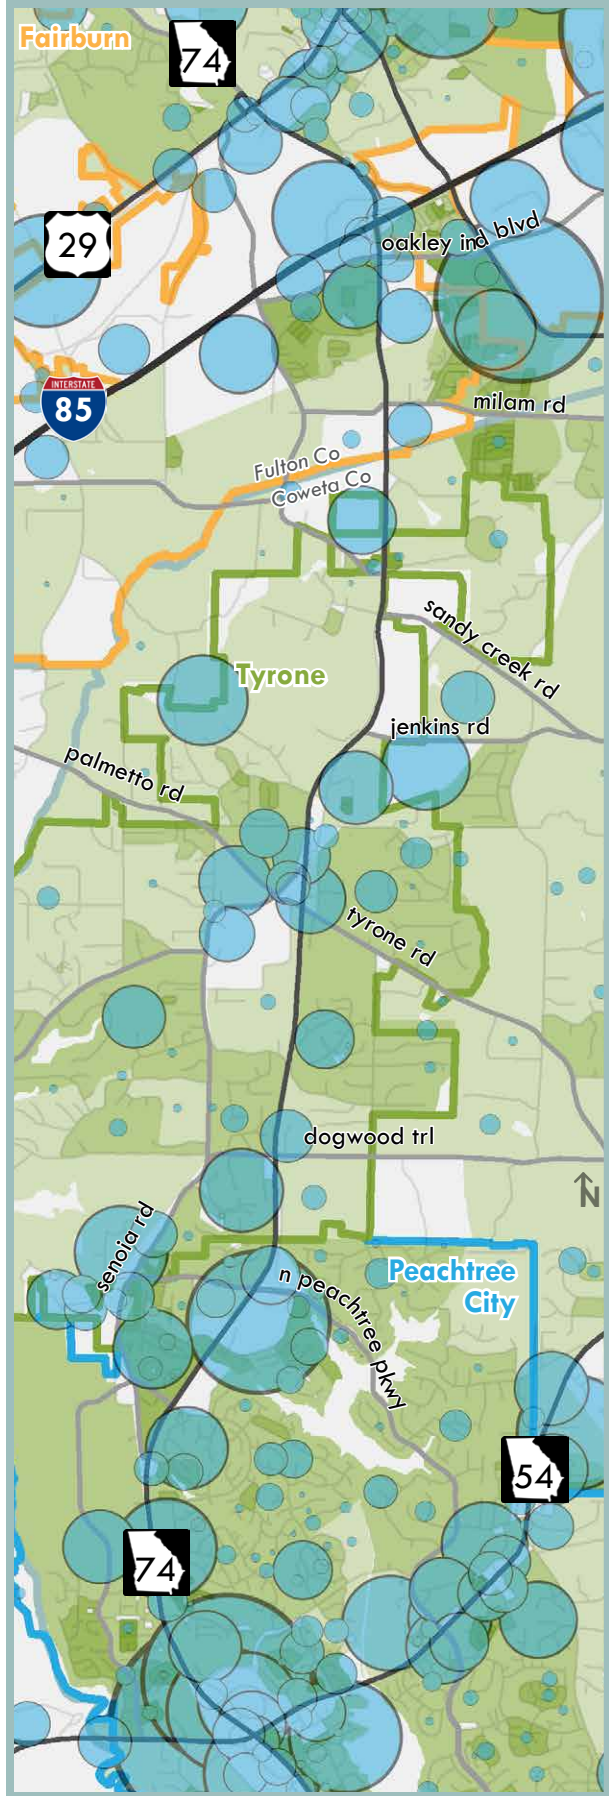 Fairburn
74
29
oakley ind blvd
INTERSTATE
85
milam rd
Fulton Co
Coweta Co
sandy creek rd
Tyrone
jenkins rd
palmetto rd
tyrone rd
dogwood trl
N
senoia rd
Peachtree
City
n peachtree pkwy
54
74